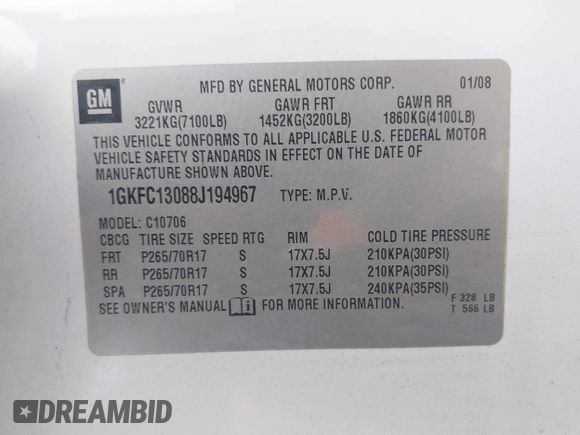 GM
MFD BY GENERAL MOTORS CORP. 01/08
GVWR GAWR FRT GAWR RR
3221KG(7100LB) 1452KG(3200LB) 1860KG(4100LB)
THIS VEHICLE CONFORMS TO ALL APPLICABLE U.S. FEDERAL MOTOR
VEHICLE SAFETY STANDARDS IN EFFECT ON THE DATE OF
MANUFACTURE SHOWN ABOVE.
1GKFC13088J194967 TYPE: M.P.V.
MODEL: C10706
CBCG TIRE SIZE SPEED RTG RIM COLD TIRE PRESSURE
FRT P265/70R17 S 17X7.5J 210KPA(30PSI)
RR P265/70R17 S 17X7.5J 210KPA(30PSI)
SPA P265/70R17 S 17X7.5J 240KPA(35PSI)
SEE OWNER'S MANUAL FOR MORE INFORMATION.
F 328 LB
T 566 LB
DREAMBID